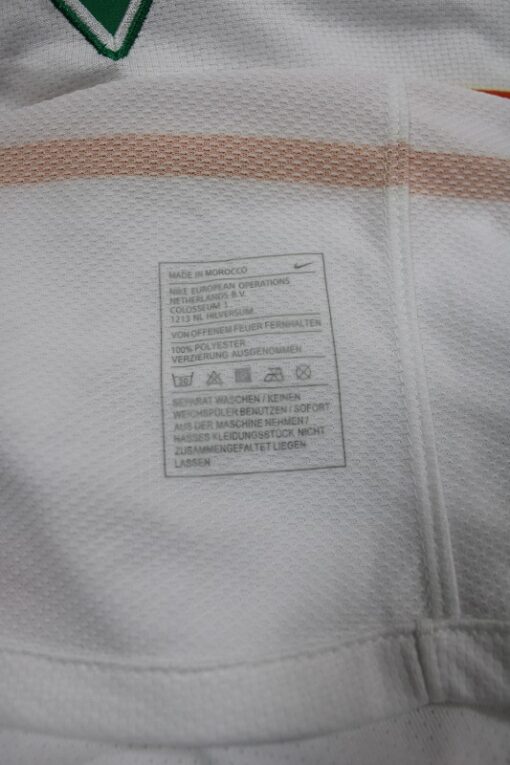 MADE IN MOROCCO
NIKE EUROPEAN OPERATIONS
NETHERLANDS B.V.
COLOSSEUM 1
1213 NL HILVERSUM
VON OFFENEM FEUER FERNHALTEN
100% POLYESTER
VERZIERUNG AUSGENOMMEN
30
SEPARAT WASCHEN / KEINEN
WEICHSPÜLER BENUTZEN / SOFORT
AUS DER MASCHINE NEHMEN /
NASSES KLEIDUNGSSTÜCK NICHT
ZUSAMMENGEFALTET LIEGEN
LASSEN